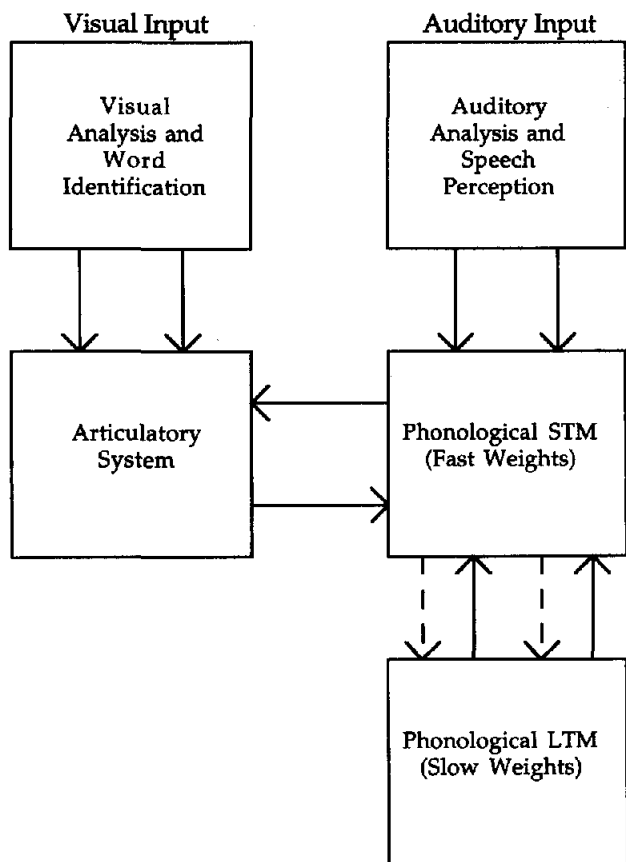 Visual Input
Visual
Analysis and
Word
Identification
Auditory Input
Auditory
Analysis and
Speech
Perception
Articulatory
System
Phonological STM
(Fast Weights)
Phonological LTM
(Slow Weights)